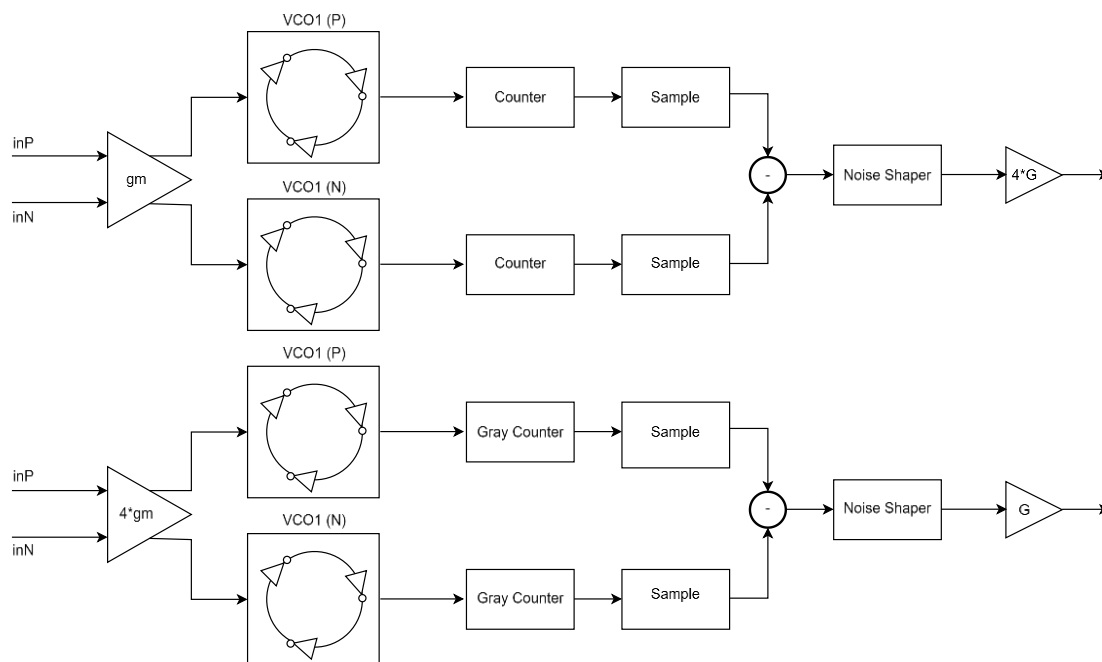 VCO1 (P)
inP
inN
gm
Counter
Sample
VCO1 (N)
Counter
Sample
-
Noise Shaper
4*G
VCO1 (P)
inP
inN
4*gm
Gray Counter
Sample
VCO1 (N)
Gray Counter
Sample
-
Noise Shaper
G